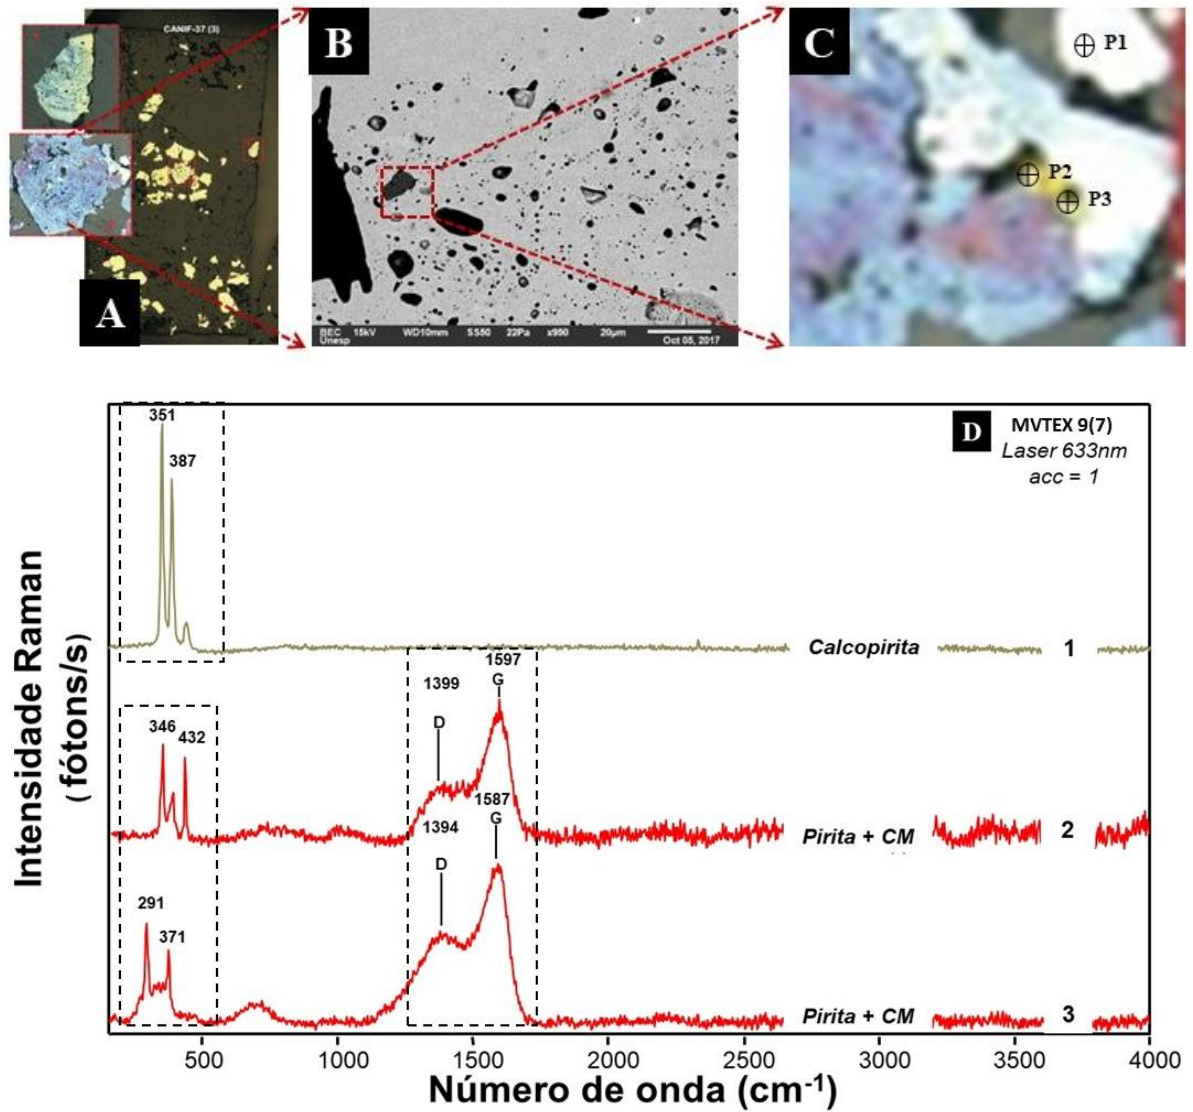 CANIF-37 (3)
1
2
A
B
BEC 15kV WD10mm SS50 22Pa x950 20µm
Unesp Oct 05, 2017
C
P1
P2
P3
D
MVTEX 9(7)
Laser 633nm
acc = 1
351
387
Calcopirita 1
1597
G
1399
D
346
432
Pirita + CM 2
1587
G
1394
D
291
371
Pirita + CM 3
500 1000 1500 2000 2500 3000 3500 4000
Número de onda (cm⁻¹)
Intensidade Raman
(fótons/s)